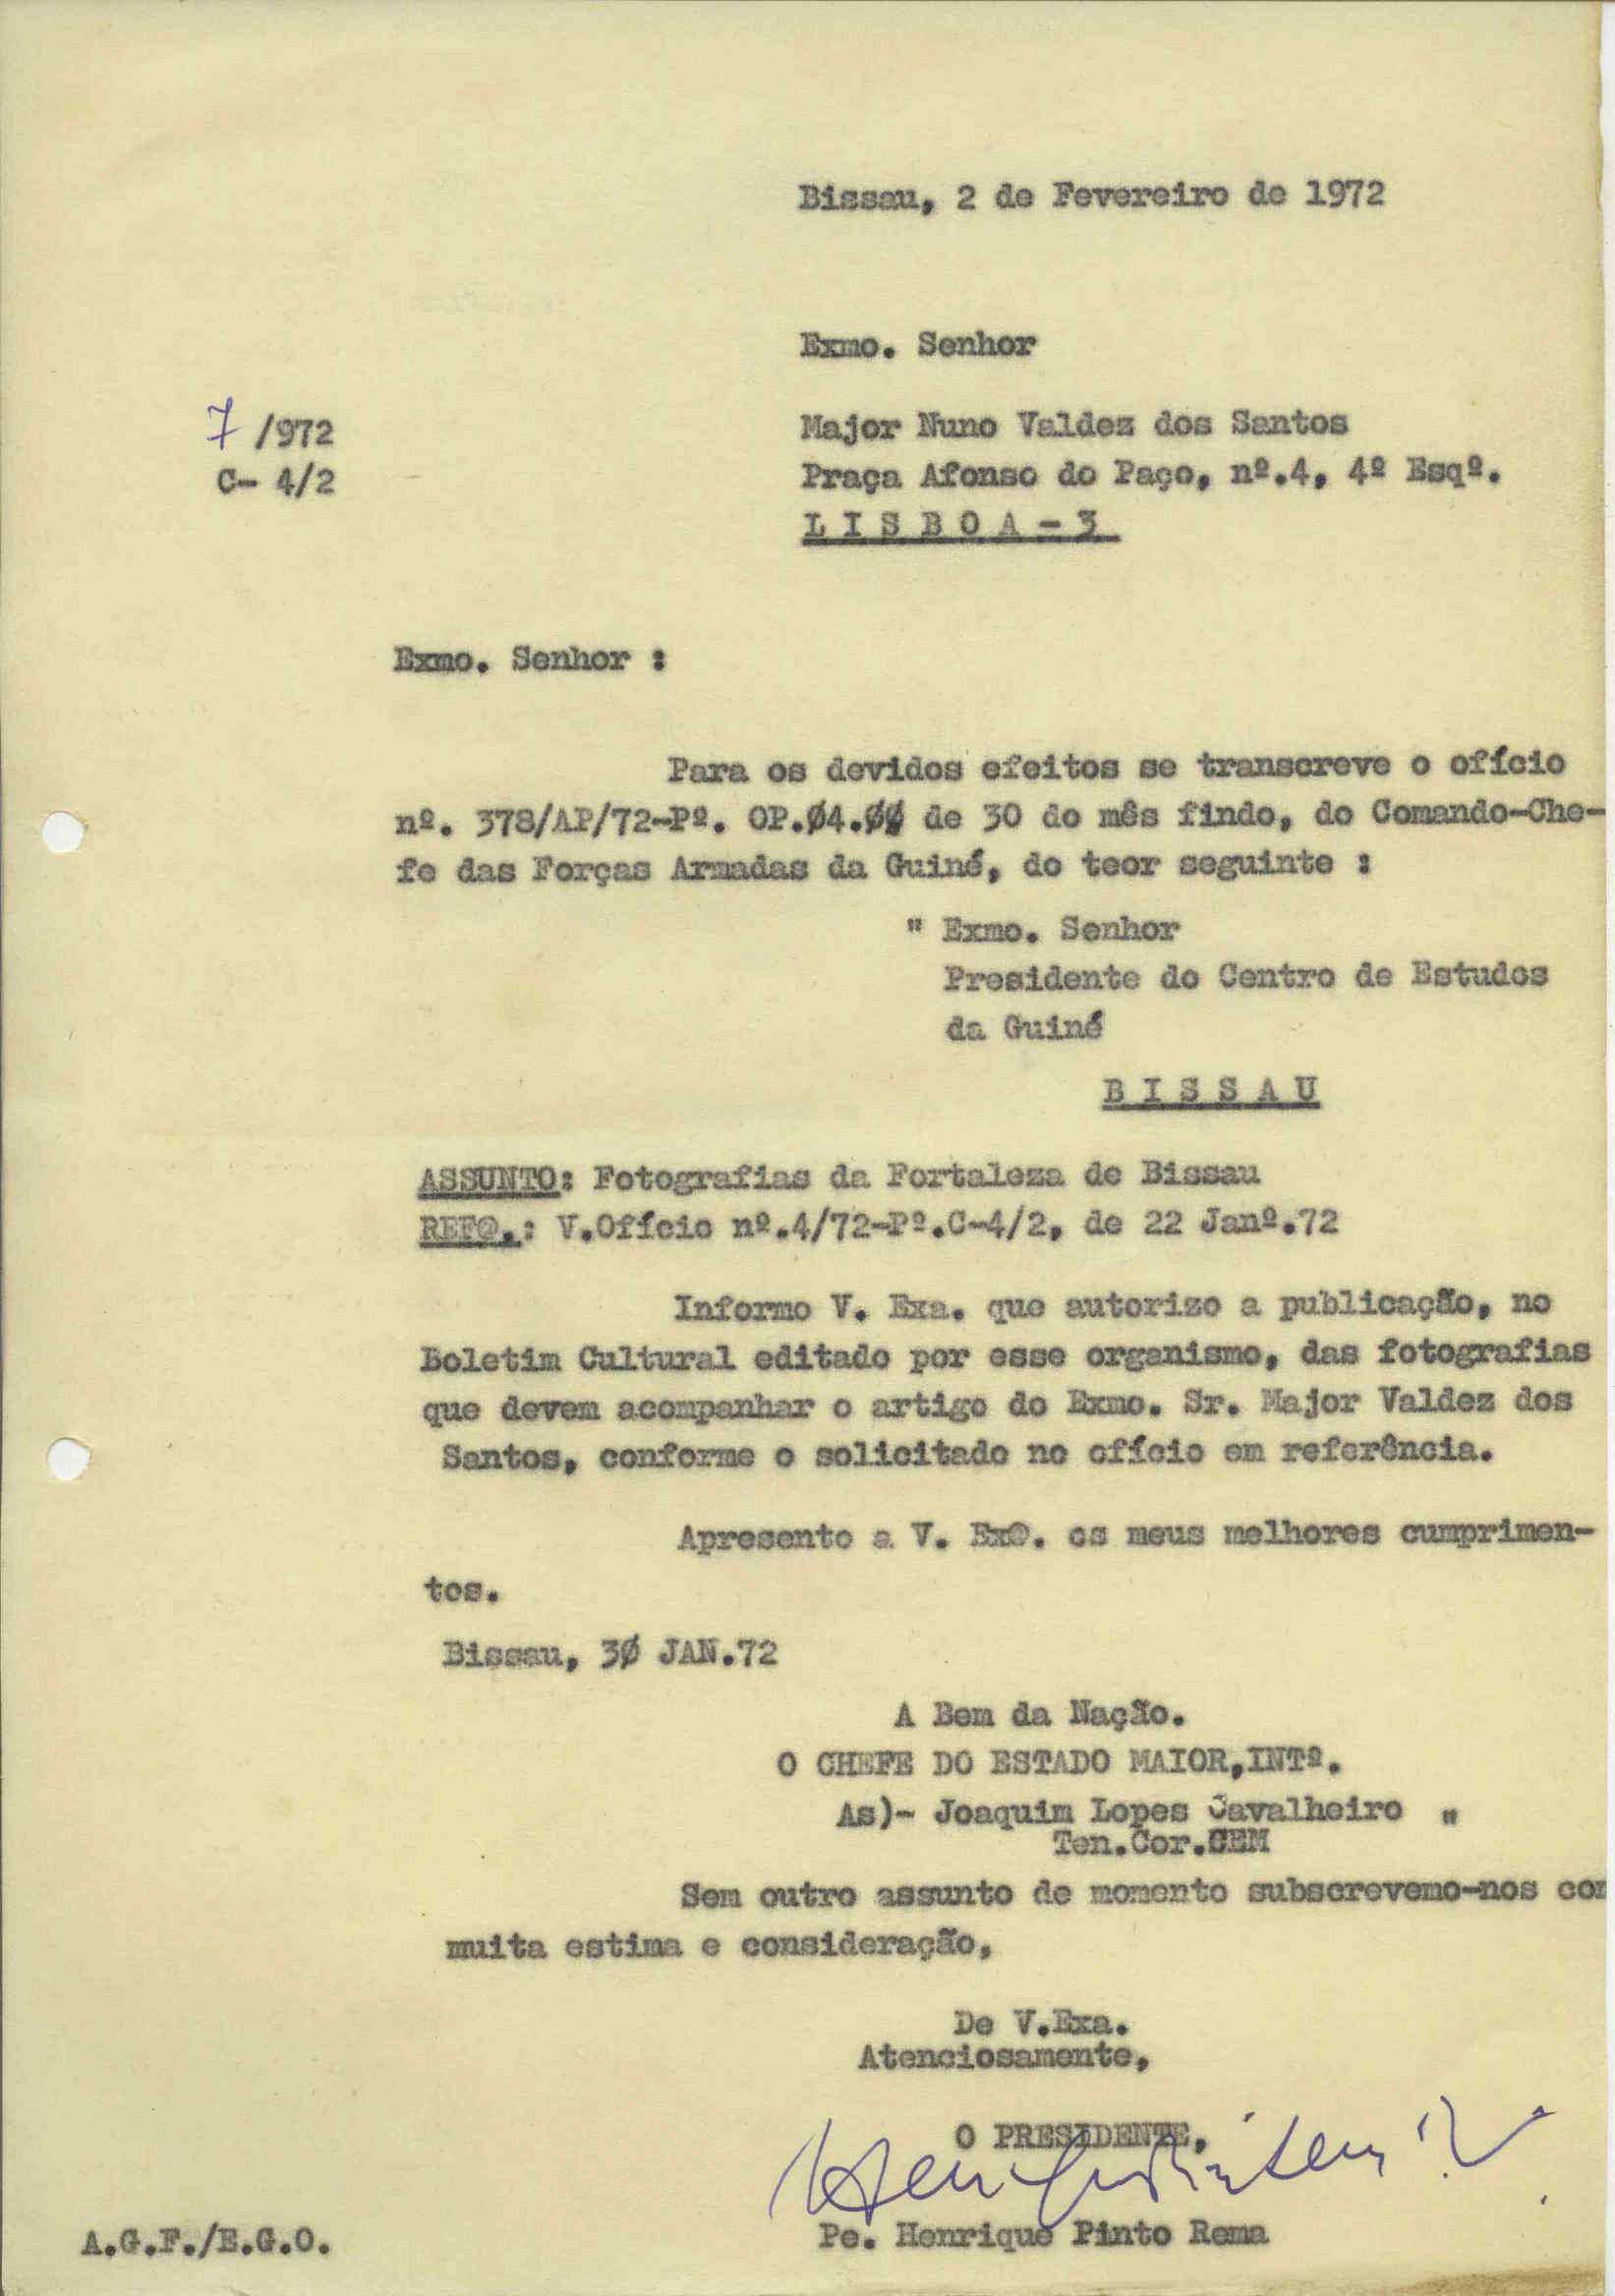 Bissau, 2 de Fevereiro de 1972
Exmo. Senhor
7 /972
C- 4/2
Major Nuno Valdez dos Santos
Praça Afonso do Paço, nº.4, 4º Esqº.
L I S B O A - 3
Exmo. Senhor :
Para os devidos efeitos se transcreve o ofício
nº. 378/AP/72-Pº. OP.Ø4.ØØ de 30 do mês findo, do Comando-Che-
fe das Forças Armadas da Guiné, do teor seguinte :
" Exmo. Senhor
Presidente do Centro de Estudos
da Guiné
B I S S A U
ASSUNTO: Fotografias da Fortaleza de Bissau
REFª.: V.Ofício nº.4/72-Pº.C-4/2, de 22 Janº.72
Informo V. Exa. que autorizo a publicação, no
Boletim Cultural editado por esse organismo, das fotografias
que devem acompanhar o artigo do Exmo. Sr. Major Valdez dos
Santos, conforme o solicitado no ofício em referência.
Apresento a V. Exª. os meus melhores cumprimen-
tos.
Bissau, 3Ø JAN.72
A Bem da Nação.
O CHEFE DO ESTADO MAIOR,INTº.
As)- Joaquim Lopes Cavalheiro "
Ten.Cor.CEM
Sem outro assunto de momento subscrevemo-nos com
muita estima e consideração,
De V.Exa.
Atenciosamente,
O PRESIDENTE,
Pe. Henrique Pinto Rema
A.G.F./E.G.O.